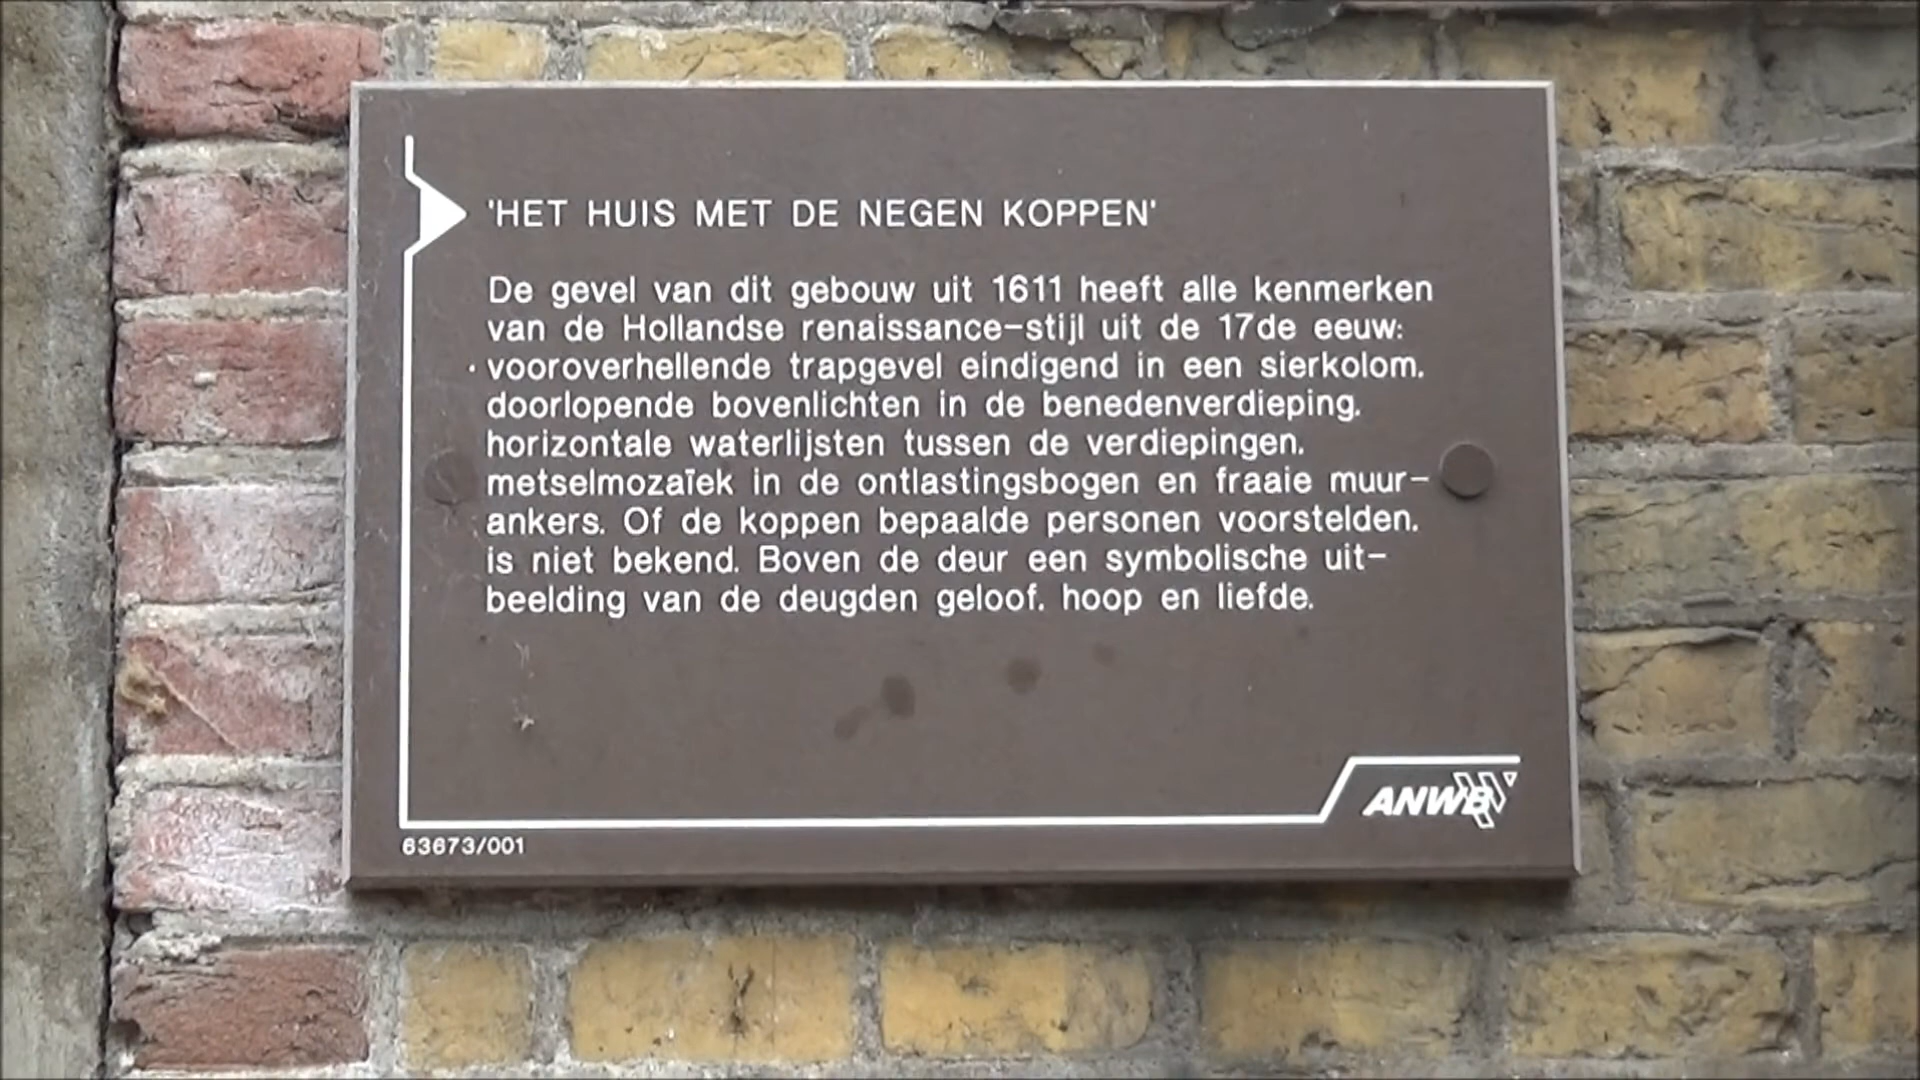 'HET HUIS MET DE NEGEN KOPPEN'
De gevel van dit gebouw uit 1611 heeft alle kenmerken
van de Hollandse renaissance-stijl uit de 17de eeuw:
vooroverhellende trapgevel eindigend in een sierkolom,
doorlopende bovenlichten in de benedenverdieping,
horizontale waterlijsten tussen de verdiepingen,
metselmozaïek in de ontlastingsbogen en fraaie muur-
ankers. Of de koppen bepaalde personen voorstelden,
is niet bekend. Boven de deur een symbolische uit-
beelding van de deugden geloof, hoop en liefde.
ANWB
63673/001